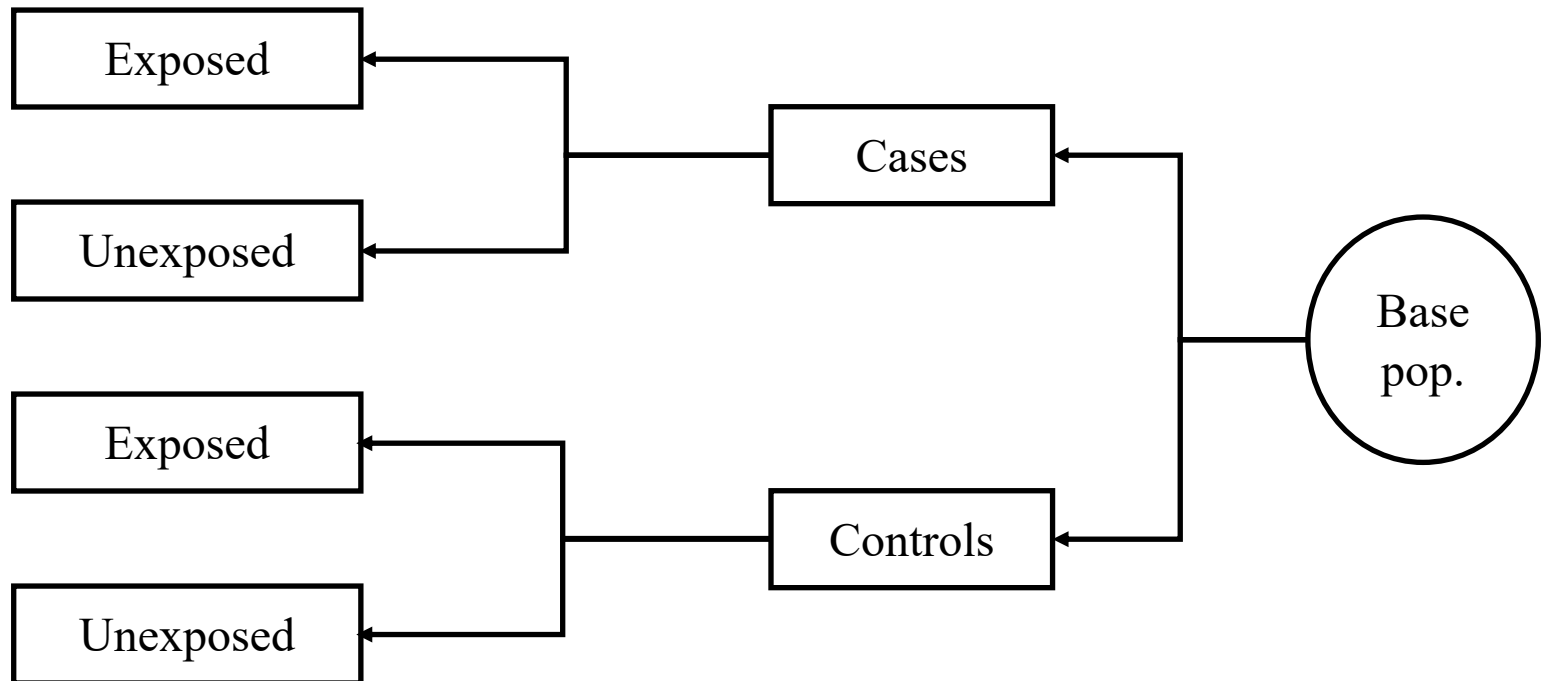 Exposed
Unexposed
Cases
Exposed
Unexposed
Controls
Base
pop.